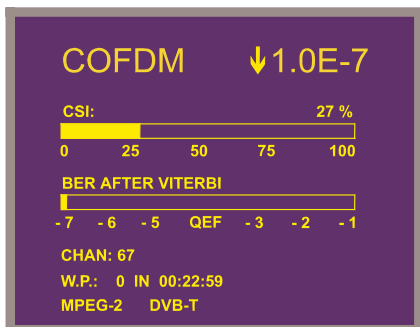 COFDM ↓1.0E-7
CSI: 27 %
0 25 50 75 100
BER AFTER VITERBI
- 7 - 6 - 5 QEF - 3 - 2 - 1
CHAN: 67
W.P.: 0 IN 00:22:59
MPEG-2 DVB-T